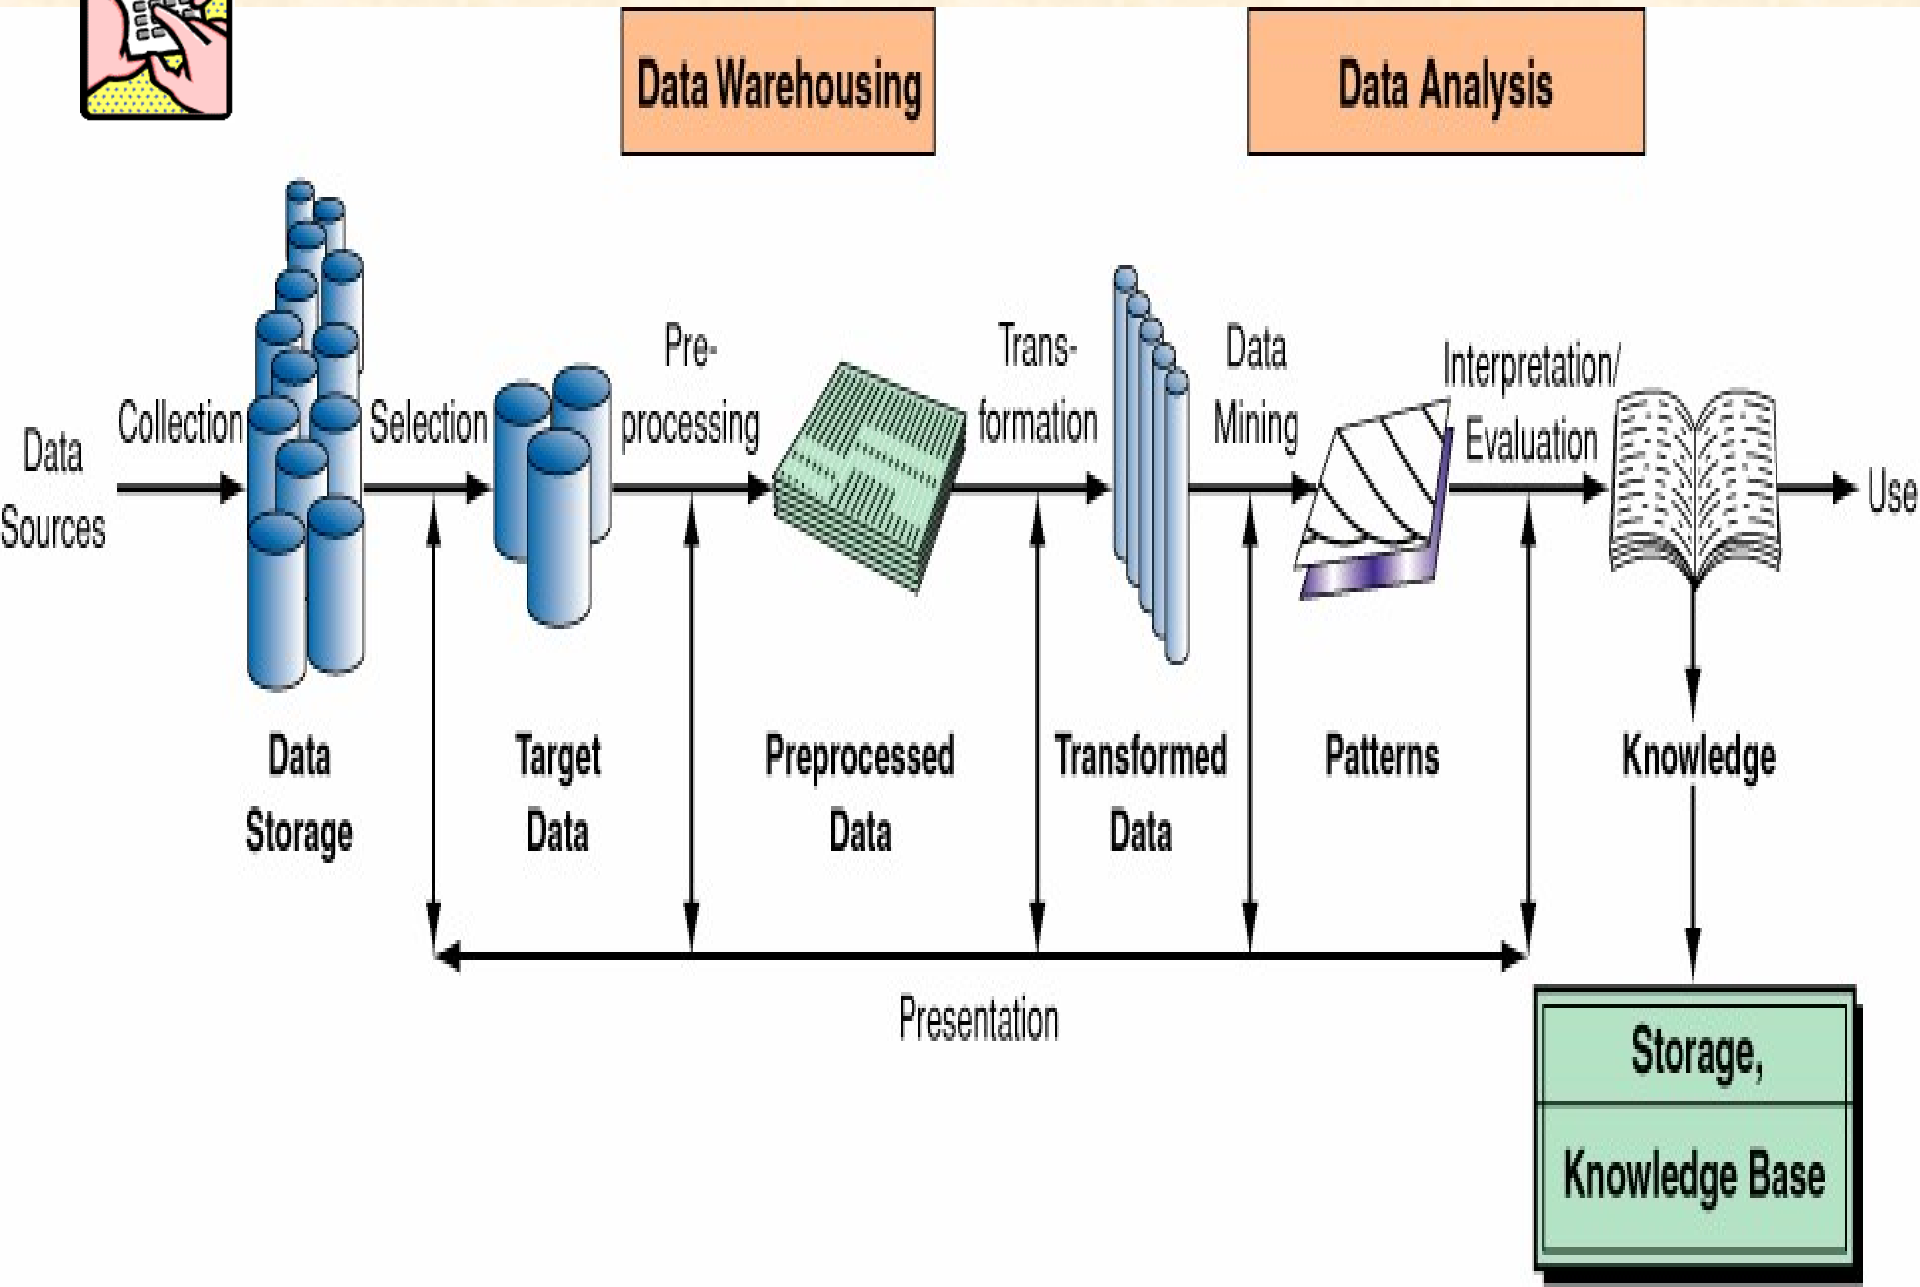 Data Warehousing
Data Analysis
Data
Sources
Collection
Selection
Pre-
processing
Trans-
formation
Data
Mining
Interpretation/
Evaluation
Use
Data
Storage
Target
Data
Preprocessed
Data
Transformed
Data
Patterns
Knowledge
Presentation
Storage,
Knowledge Base